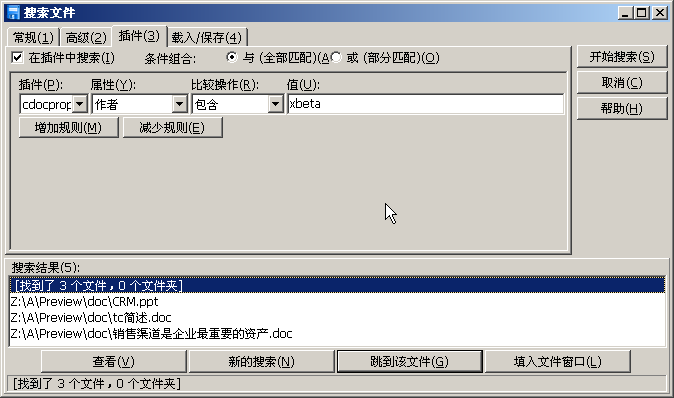 搜索文件
常规(1) 高级(2) 插件(3) 载入/保存(4)
在插件中搜索(I) 条件组合: 与 (全部匹配)(A 或 (部分匹配)(O)
开始搜索(S)
取消(C)
帮助(H)
插件(P): 属性(Y): 比较操作(R): 值(U):
cdocprop 作者 包含 xbeta
增加规则(M) 减少规则(E)
搜索结果(5):
[找到了 3 个文件，0 个文件夹]
Z:\A\Preview\doc\CRM.ppt
Z:\A\Preview\doc\tc简述.doc
Z:\A\Preview\doc\销售渠道是企业最重要的资产.doc
查看(V) 新的搜索(N) 跳到该文件(G) 填入文件窗口(L)
[找到了 3 个文件，0 个文件夹]